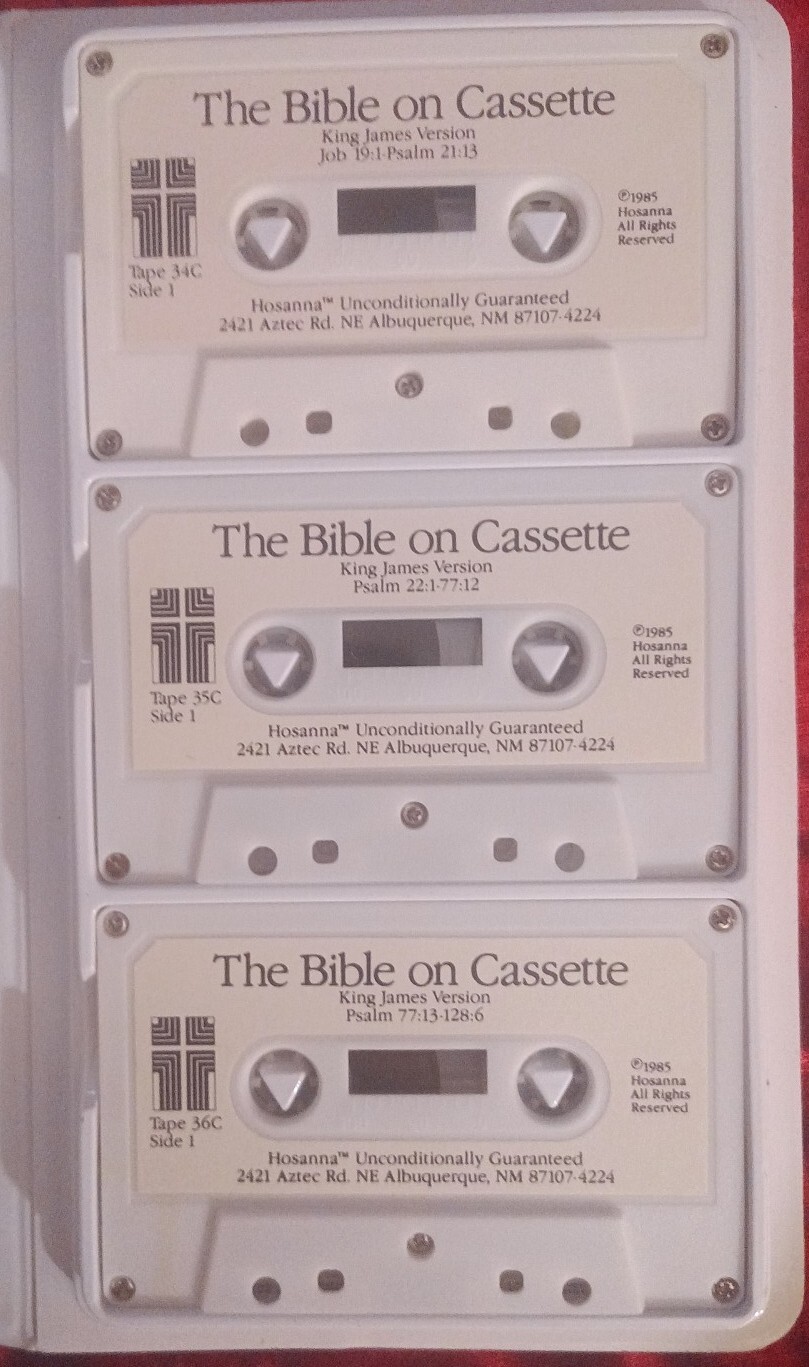 The Bible on Cassette
King James Version
Job 19:1-Psalm 21:13
℗1985
Hosanna
All Rights
Reserved
Tape 34C
Side 1
Hosanna™ Unconditionally Guaranteed
2421 Aztec Rd. NE Albuquerque, NM 87107-4224
The Bible on Cassette
King James Version
Psalm 22:1-77:12
℗1985
Hosanna
All Rights
Reserved
Tape 35C
Side 1
Hosanna™ Unconditionally Guaranteed
2421 Aztec Rd. NE Albuquerque, NM 87107-4224
The Bible on Cassette
King James Version
Psalm 77:13-128:6
℗1985
Hosanna
All Rights
Reserved
Tape 36C
Side 1
Hosanna™ Unconditionally Guaranteed
2421 Aztec Rd. NE Albuquerque, NM 87107-4224